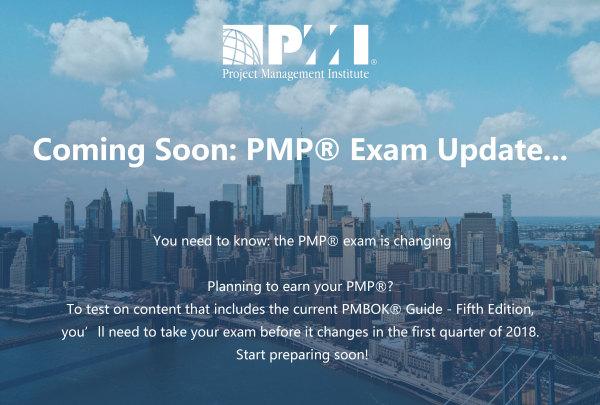 PMI®
Project Management Institute
Coming Soon: PMP® Exam Update...
You need to know: the PMP® exam is changing
Planning to earn your PMP®?
To test on content that includes the current PMBOK® Guide - Fifth Edition,
you’ll need to take your exam before it changes in the first quarter of 2018.
Start preparing soon!